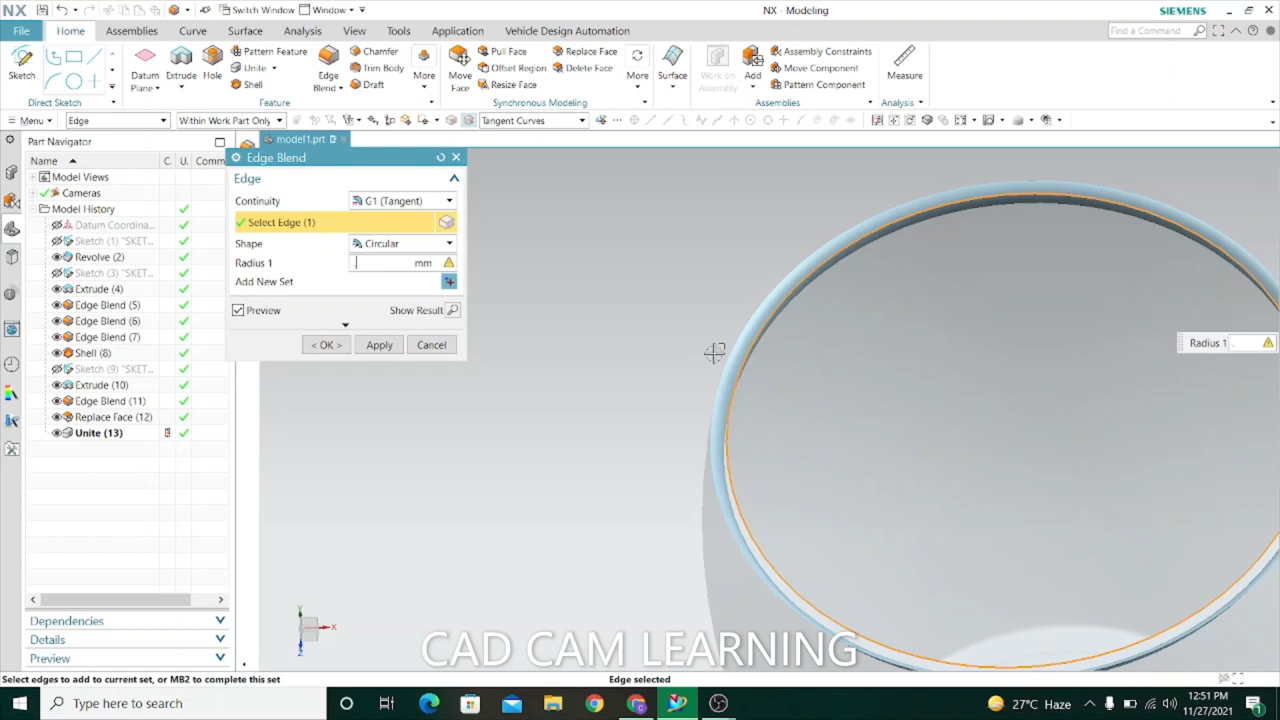 NX Switch Window Window NX - Modeling SIEMENS
File Home Assemblies Curve Surface Analysis View Tools Application Vehicle Design Automation Find a Command
Sketch
Direct Sketch
Datum Plane
Extrude
Hole
Pattern Feature
Unite
Shell
Edge Blend
Chamfer
Trim Body
Draft
More
Feature
Move Face
Pull Face
Offset Region
Resize Face
Replace Face
Delete Face
More
Synchronous Modeling
Surface
Work on Assembly
Add
Assembly Constraints
Move Component
Pattern Component
Assemblies
Measure
Analysis
Menu Edge Within Work Part Only Tangent Curves
Part Navigator
model1.prt
Name C. U. Comm
Model Views
Cameras
Model History
Datum Coordina...
Sketch (1) "SKET...
Revolve (2)
Sketch (3) "SKET...
Extrude (4)
Edge Blend (5)
Edge Blend (6)
Edge Blend (7)
Shell (8)
Sketch (9) "SKET...
Extrude (10)
Edge Blend (11)
Replace Face (12)
Unite (13)
Dependencies
Details
Preview
Edge Blend
Edge
Continuity G1 (Tangent)
Select Edge (1)
Shape Circular
Radius 1 . mm
Add New Set
Preview Show Result
< OK > Apply Cancel
Radius 1 .
Y
X
Z
CAD CAM LEARNING
Select edges to add to current set, or MB2 to complete this set Edge selected
Type here to search
27°C Haze
12:51 PM
11/27/2021
1